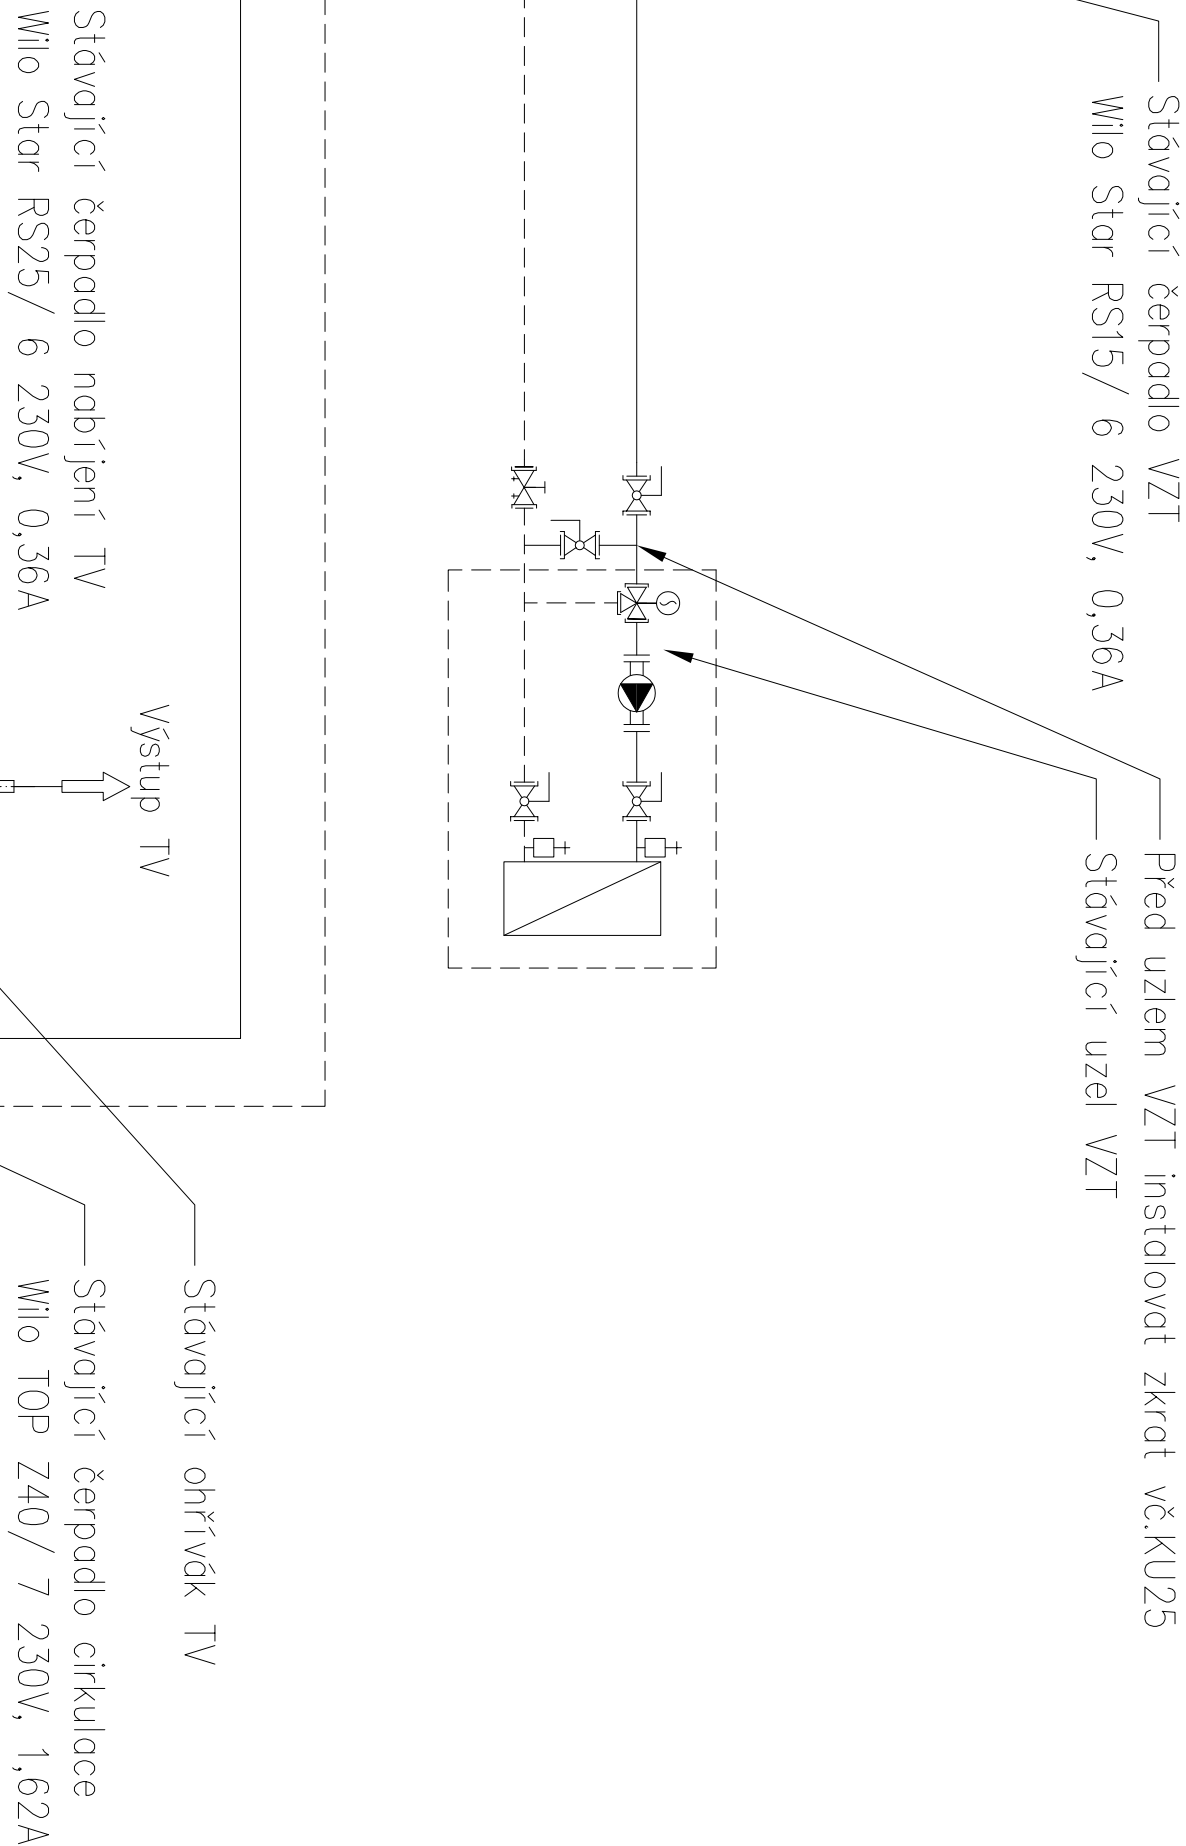 Stávající čerpadlo VZT
Wilo Star RS15/ 6 230V, 0,36A
Před uzlem VZT instalovat zkrat vč.KU25
Stávající uzel VZT
Stávající čerpadlo nabíjení TV
Wilo Star RS25/ 6 230V, 0,36A
Výstup TV
Stávající ohřívák TV
Stávající čerpadlo cirkulace
Wilo TOP Z40/ 7 230V, 1,62A